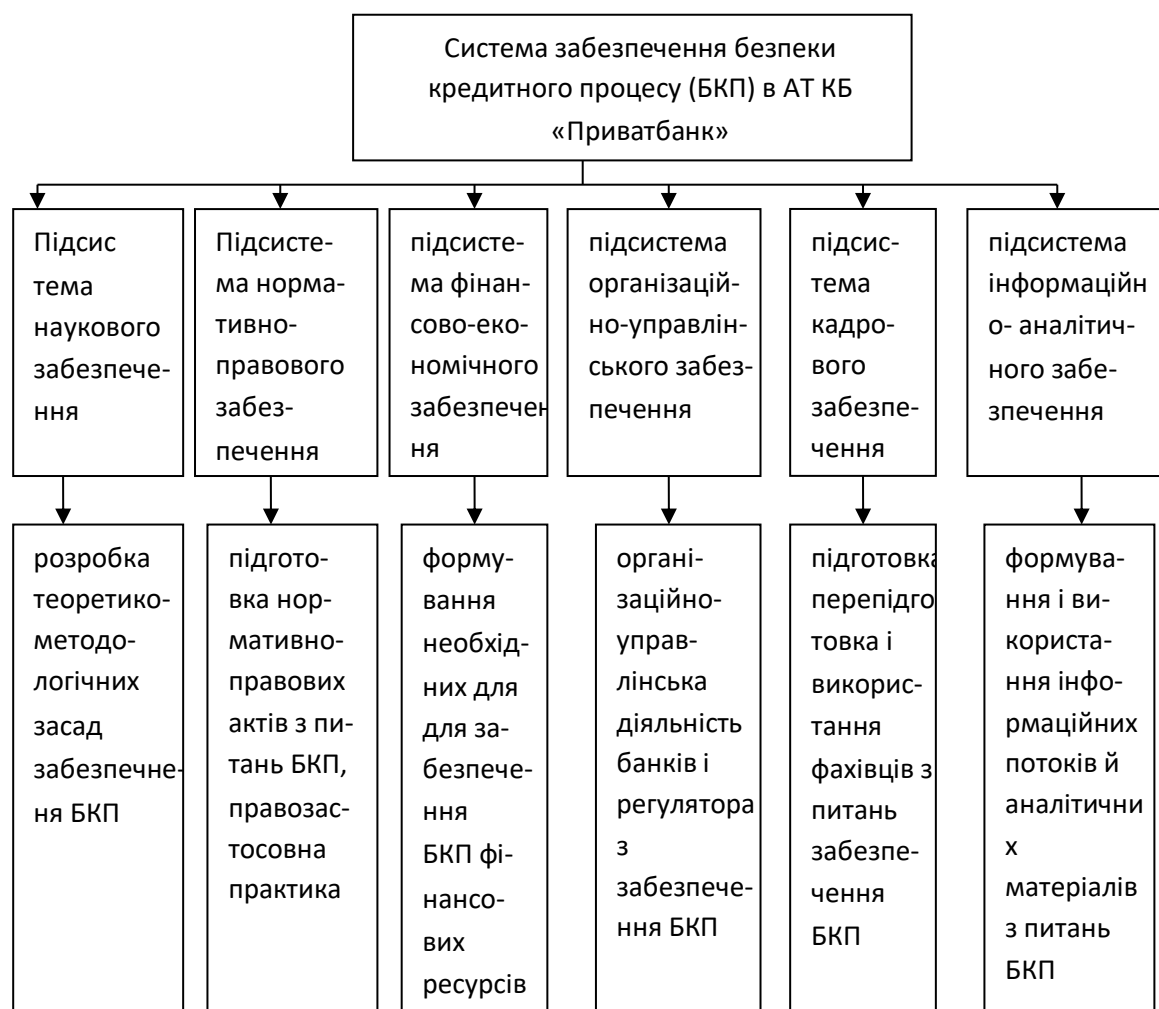 Система забезпечення безпеки
кредитного процесу (БКП) в АТ КБ
«Приватбанк»
Підсис
тема
наукового
забезпече-
ння
Підсисте-
ма норма-
тивно-
правового
забез-
печення
підсисте-
ма фінан-
сово-еко-
номічного
забезпечен
ня
підсистема
організацій-
но-управлін-
ського забез-
печення
підсис-
тема
кадро-
вого
забезпе-
чення
підсистема
інформаційн
о- аналітич-
ного забе-
зпечення
розробка
теоретико-
методо-
логічних
засад
забезпечне-
ня БКП
підгото-
вка нор-
мативно-
правових
актів з пи-
тань БКП,
правозас-
тосовна
практика
форму-
вання
необхід-
них для
для за-
безпече-
ння
БКП фі-
нансо-
вих
ресурсів
органі-
заційно-
управ-
лінська
діяльність
банків і
регулятора
з
забезпече-
ння БКП
підготовка
перепідго
товка і
викорис-
тання
фахівців з
питань
забезпе-
чення
БКП
формува-
ння і ви-
користа-
ння інфо-
рмаційних
потоків й
аналітични
х
матеріалів
з питань
БКП